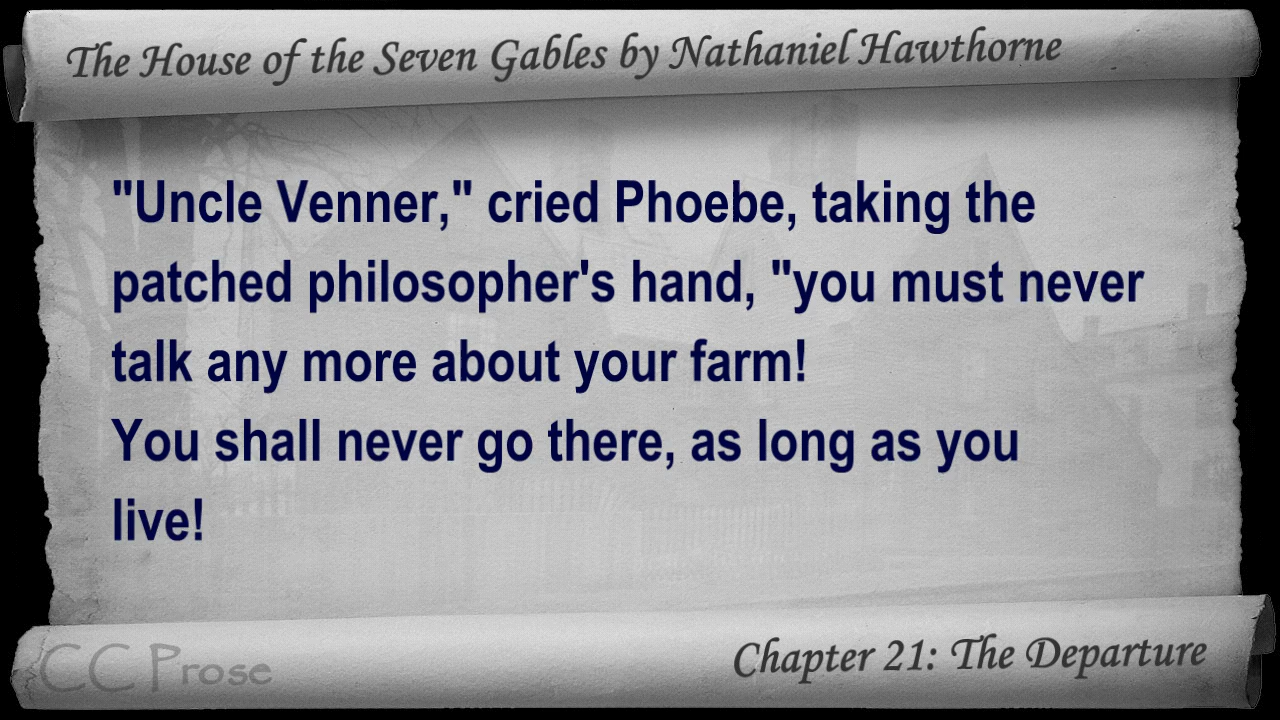 The House of the Seven Gables by Nathaniel Hawthorne
"Uncle Venner," cried Phoebe, taking the
patched philosopher's hand, "you must never
talk any more about your farm!
You shall never go there, as long as you
live!
CC Prose
Chapter 21: The Departure